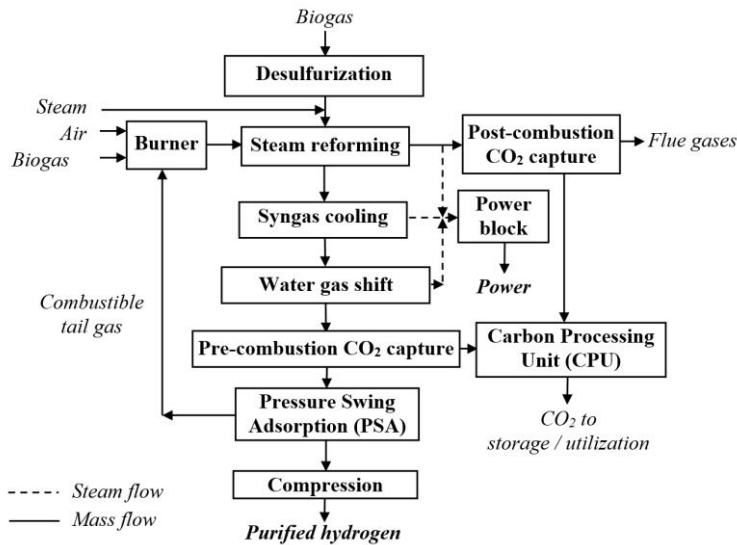 Biogas
Desulfurization
Steam
Air
Biogas
Burner
Steam reforming
Post-combustion
CO₂ capture
Flue gases
Syngas cooling
Power
block
Water gas shift
Power
Combustible
tail gas
Pre-combustion CO₂ capture
Carbon Processing
Unit (CPU)
Pressure Swing
Adsorption (PSA)
CO₂ to
storage / utilization
Compression
Steam flow
Mass flow
Purified hydrogen